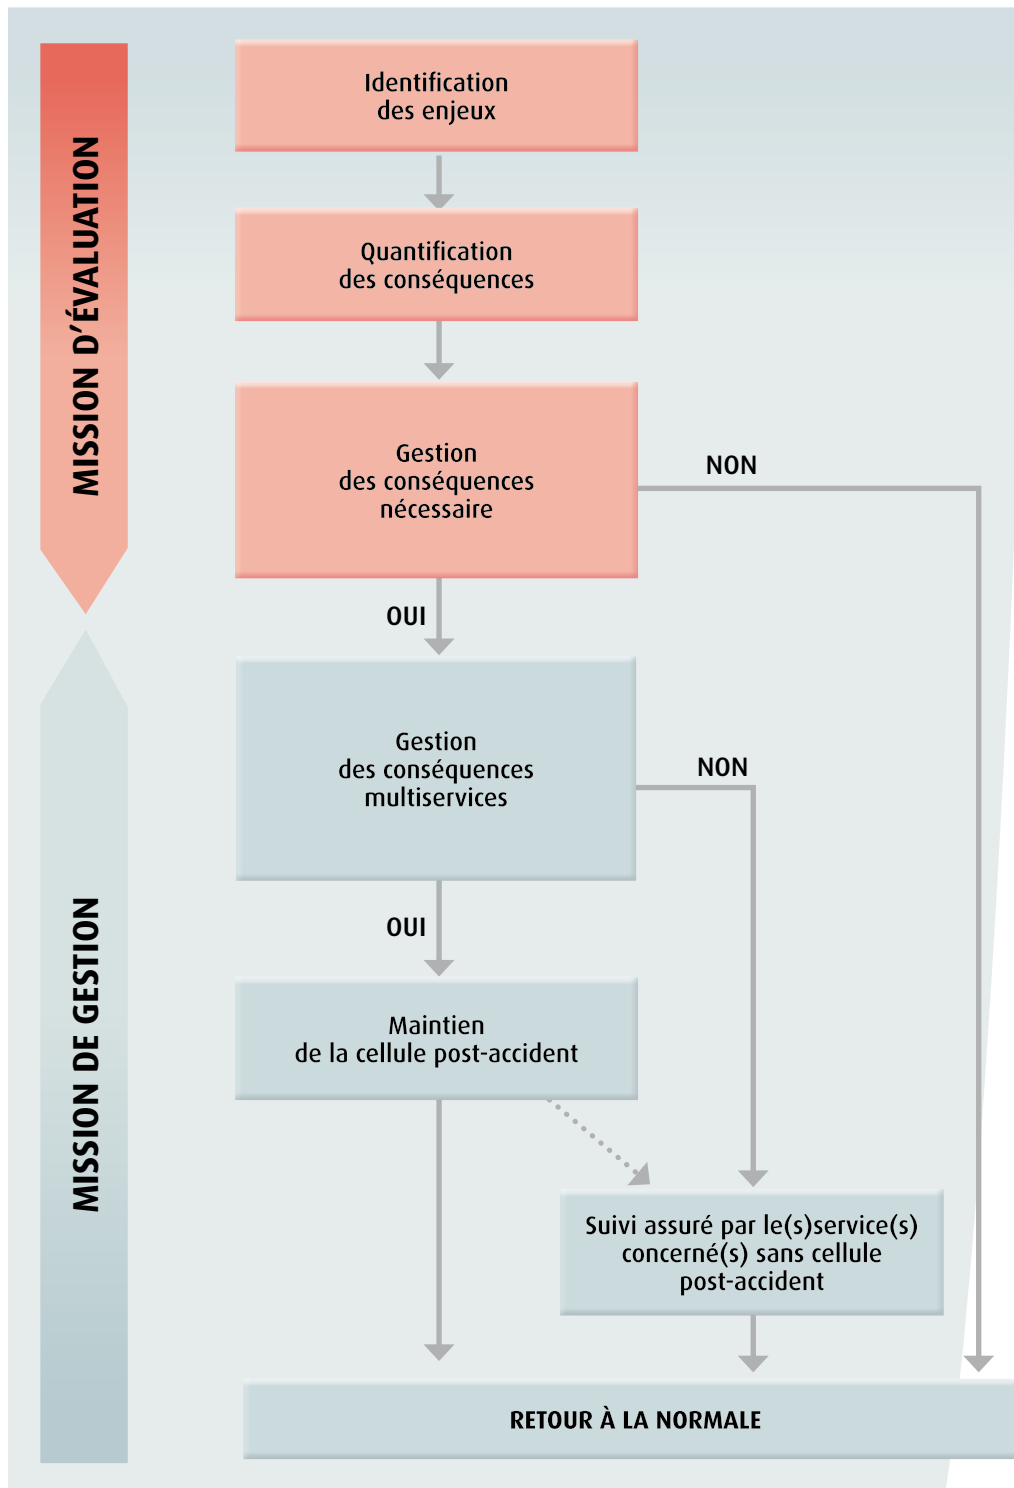 MISSION D'ÉVALUATION
Identification
des enjeux
Quantification
des conséquences
Gestion
des conséquences
nécessaire
NON
OUI
MISSION DE GESTION
Gestion
des conséquences
multiservices
NON
OUI
Maintien
de la cellule post-accident
Suivi assuré par le(s)service(s)
concerné(s) sans cellule
post-accident
RETOUR À LA NORMALE